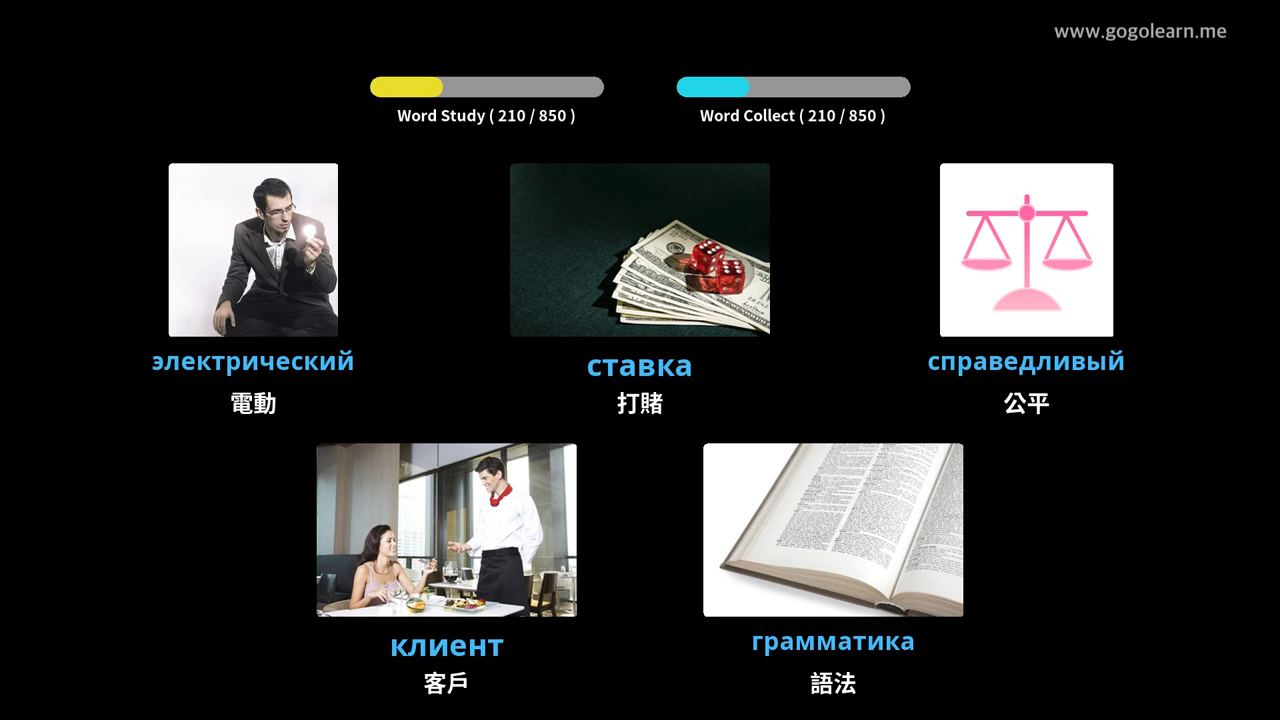 www.gogolearn.me
Word Study ( 210 / 850 )
Word Collect ( 210 / 850 )
электрический
電動
ставка
打賭
справедливый
公平
клиент
客戶
грамматика
語法